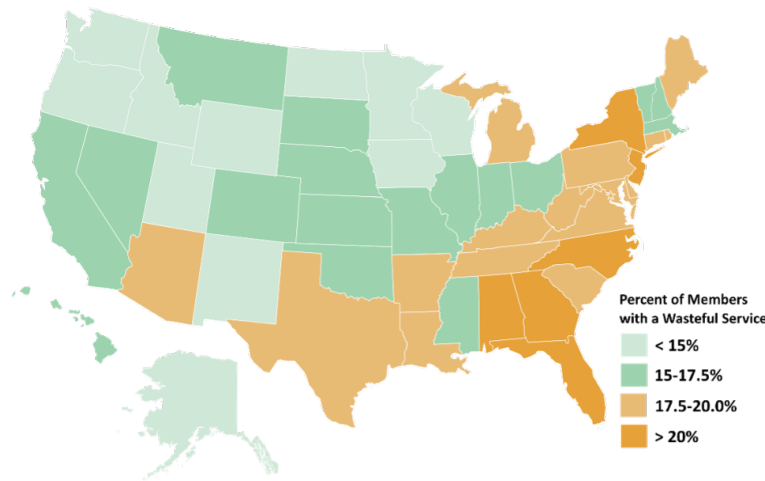 Percent of Members
with a Wasteful Service
< 15%
15-17.5%
17.5-20.0%
> 20%